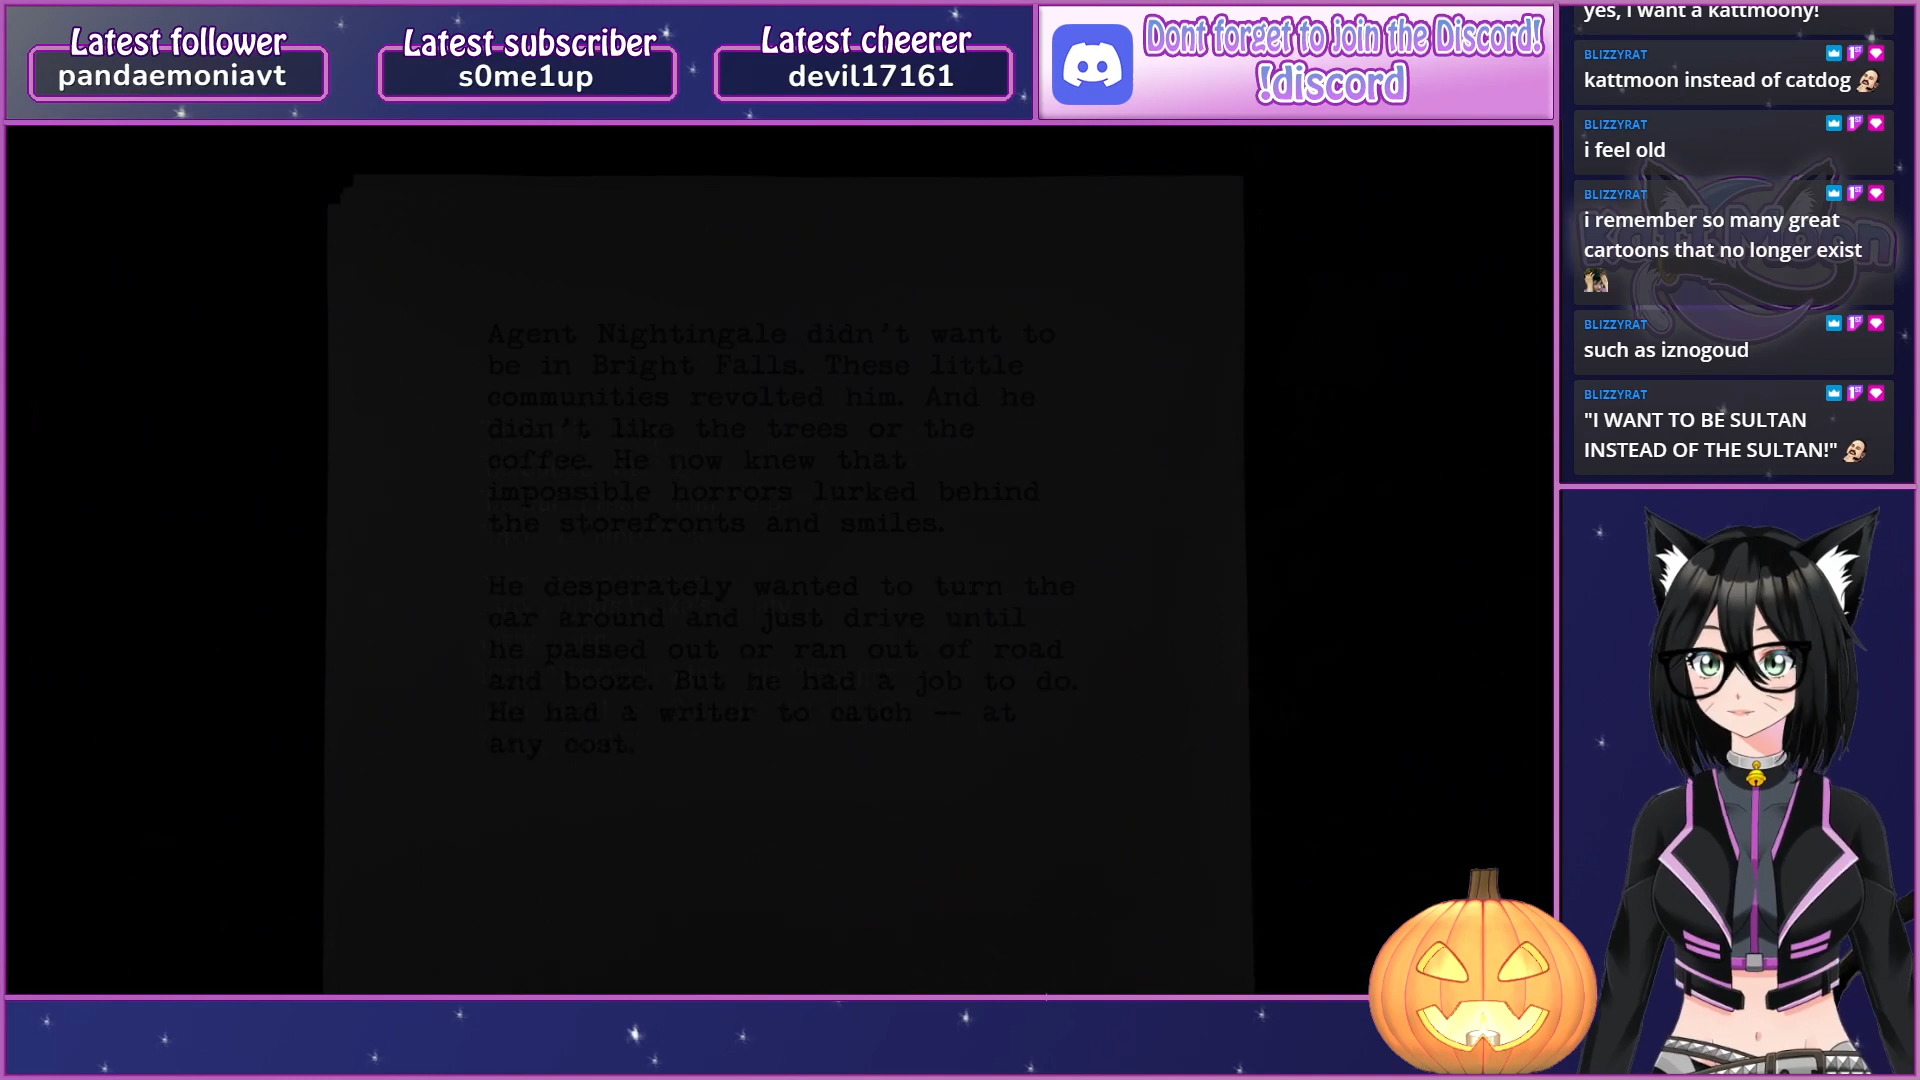 Latest follower
pandaemoniavt
Latest subscriber
s0me1up
Latest cheerer
devil17161
Dont forget to join the Discord!
!discord
Agent Nightingale didn't want to
be in Bright Falls. These little
communities revolted him. And he
didn't like the trees or the
coffee. He now knew that
impossible horrors lurked behind
the storefronts and smiles.
He desperately wanted to turn the
car around and just drive until
he passed out or ran out of road
and booze. But he had a job to do.
He had a writer to catch -- at
any cost.
yes, i want a kattmoony!
BLIZZYRAT
kattmoon instead of catdog
BLIZZYRAT
i feel old
BLIZZYRAT
i remember so many great
cartoons that no longer exist
BLIZZYRAT
such as iznogoud
BLIZZYRAT
"I WANT TO BE SULTAN
INSTEAD OF THE SULTAN!"